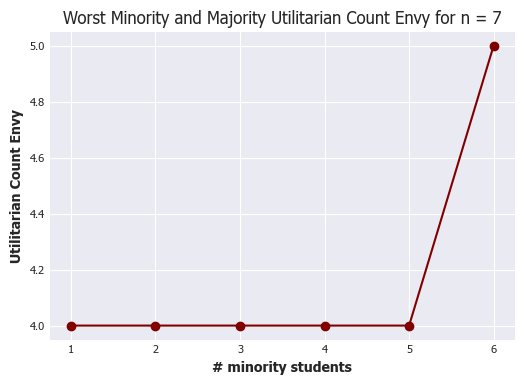 Worst Minority and Majority Utilitarian Count Envy for n = 7
5.0
4.8
4.6
4.4
4.2
4.0
Utilitarian Count Envy
1 2 3 4 5 6
# minority students